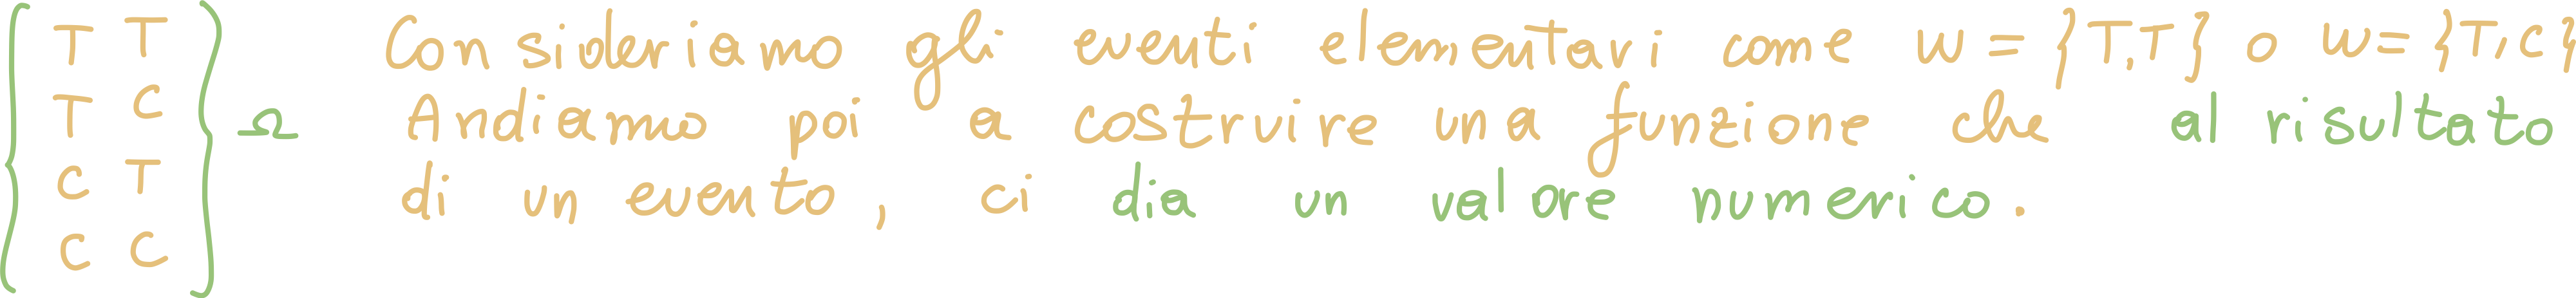 T T
T C
C T
C C
Ω
Consideriamo gli eventi elementari come w = {T,T} o w={T,C}
Andiamo poi a costruire una funzione che al risultato
di un evento, ci dia un valore numerico.